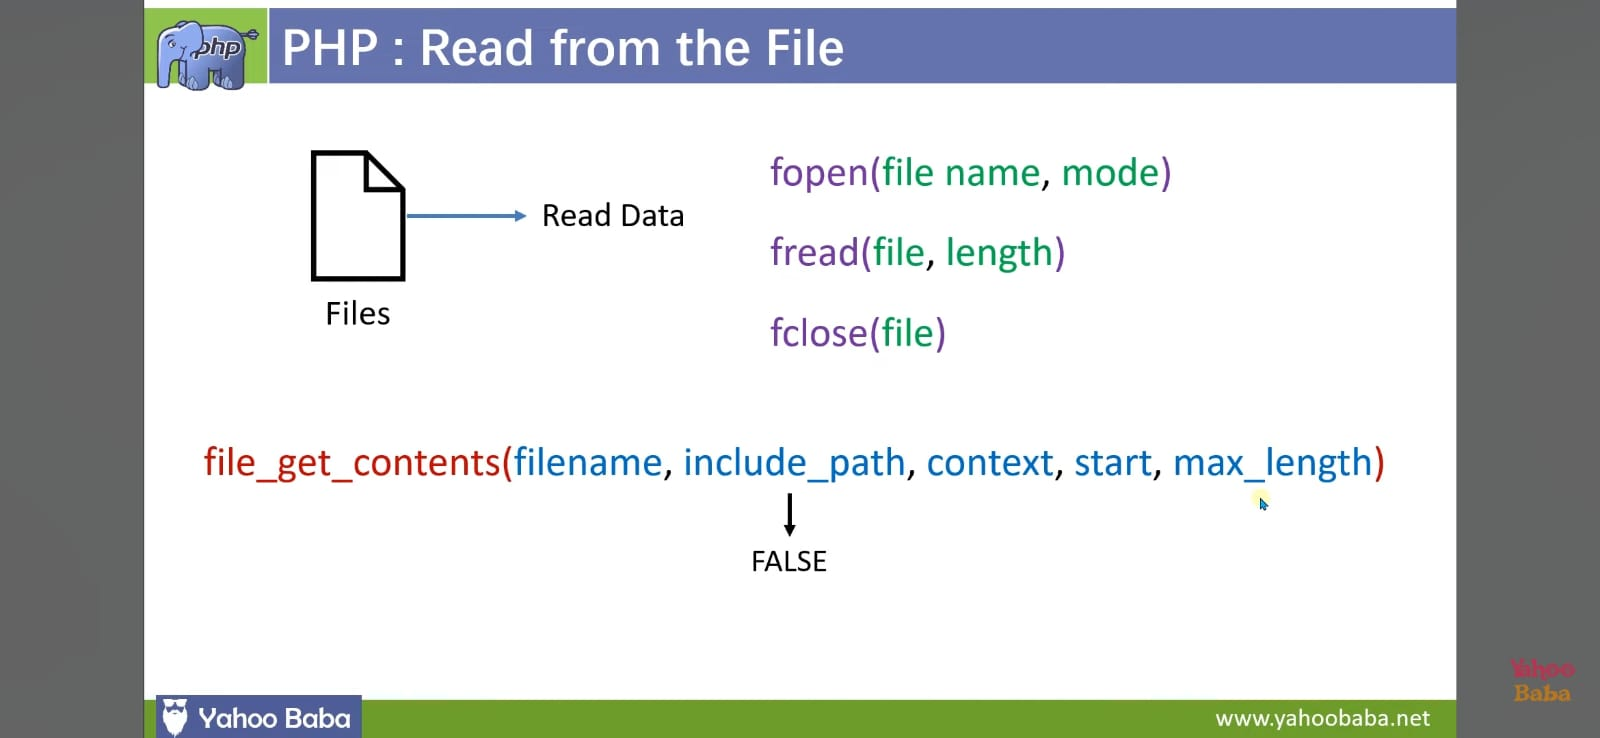 php
PHP : Read from the File
Files
Read Data
fopen(file name, mode)
fread(file, length)
fclose(file)
file_get_contents(filename, include_path, context, start, max_length)
FALSE
Yahoo Baba
www.yahoobaba.net
Yahoo
Baba